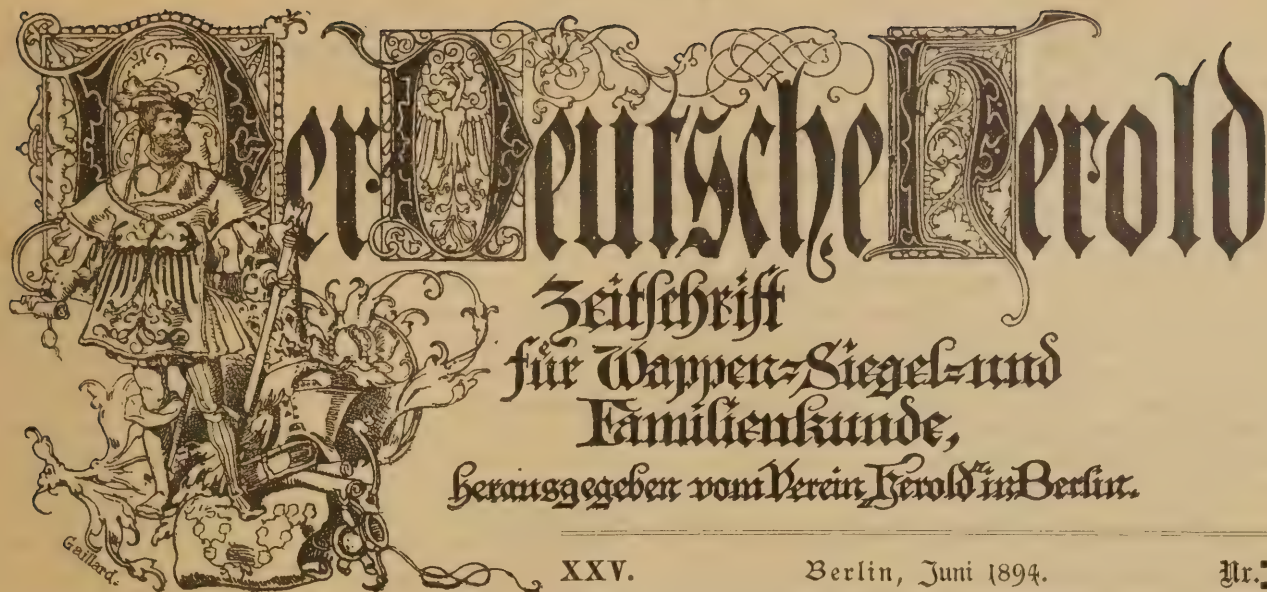 Der Deutsche Herold
Zeitschrift
für Wappen-Siegel-und
Familienkunde,
herausgegeben vom Verein „Herold“ in Berlin.
Gaillard.
XXV. Berlin, Juni 1894. Nr.